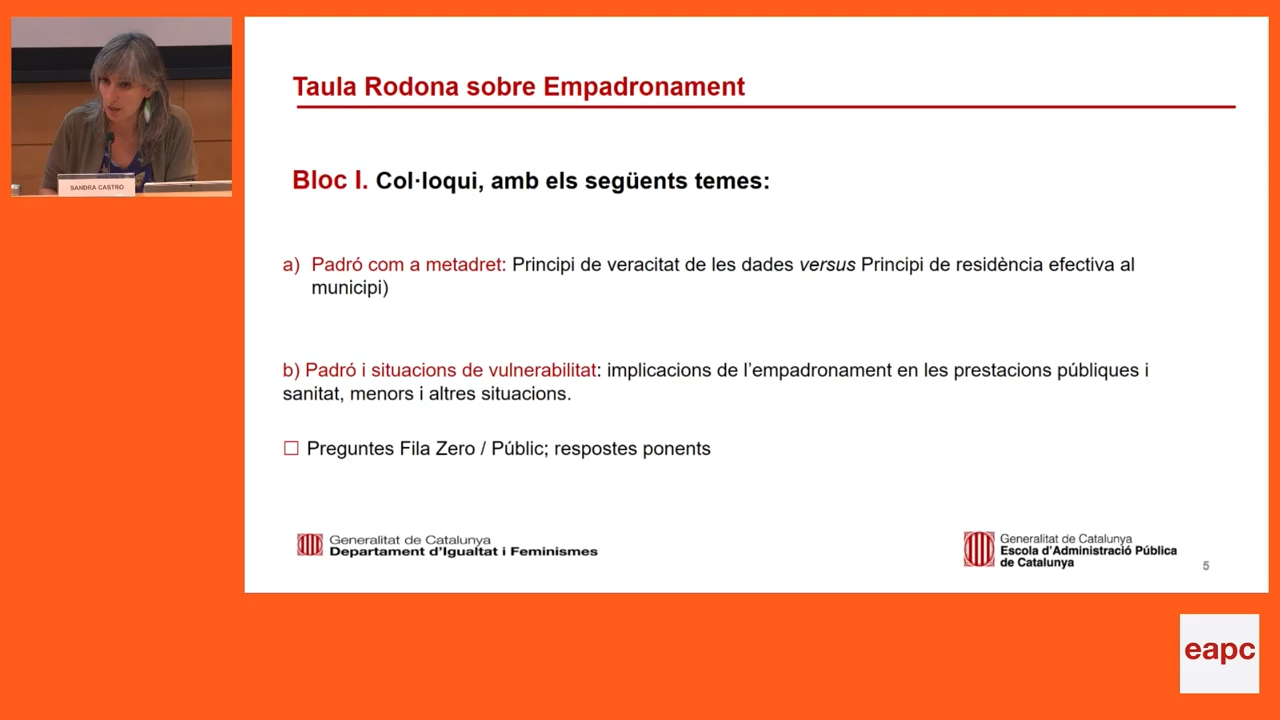 SANDRA CASTRO
Taula Rodona sobre Empadronament
Bloc I. Col·loqui, amb els següents temes:
a) Padró com a metadret: Principi de veracitat de les dades versus Principi de residència efectiva al
municipi)
b) Padró i situacions de vulnerabilitat: implicacions de l’empadronament en les prestacions públiques i
sanitat, menors i altres situacions.
☐ Preguntes Fila Zero / Públic; respostes ponents
Generalitat de Catalunya
Departament d’Igualtat i Feminismes
Generalitat de Catalunya
Escola d’Administració Pública
de Catalunya
5
eapc